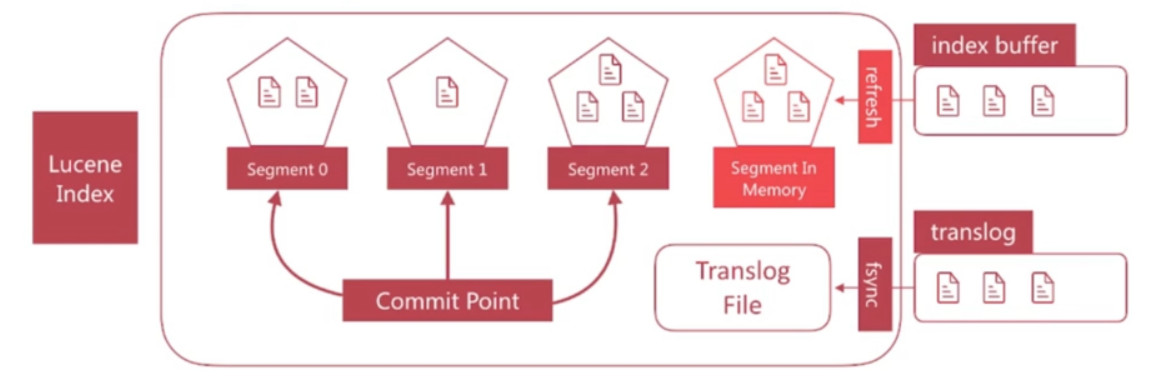 Lucene
Index
Segment 0
Segment 1
Segment 2
Segment In
Memory
refresh
index buffer
Commit Point
Translog
File
fsync
translog